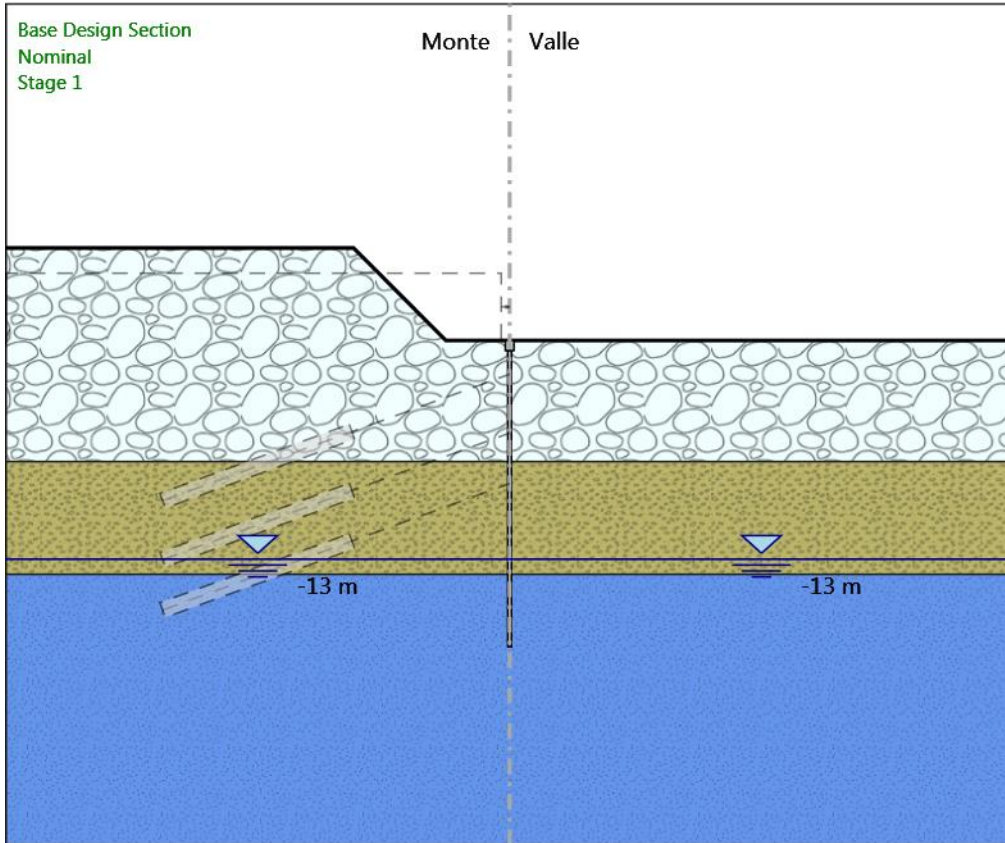 Base Design Section
Nominal
Stage 1
Monte
Valle
-13 m
-13 m